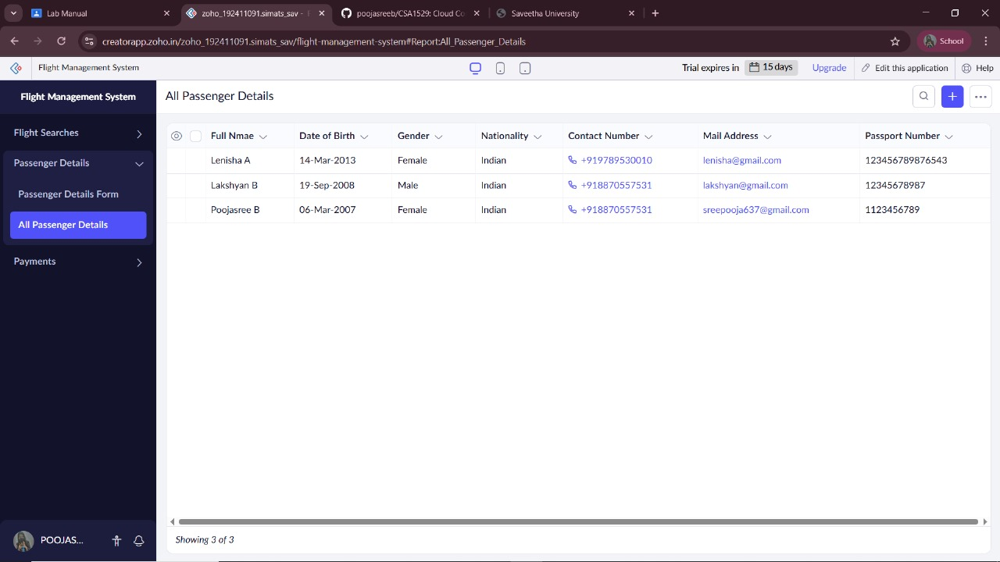 Lab Manual
zoho_192411091.simats_sav -
poojasreeb/CSA1529: Cloud Co
Saveetha University
creatorapp.zoho.in/zoho_192411091.simats_sav/flight-management-system#Report:All_Passenger_Details
School
Flight Management System
Trial expires in 15 days
Upgrade
Edit this application
Help
Flight Management System
All Passenger Details
Flight Searches
Passenger Details
Passenger Details Form
All Passenger Details
Payments
Full Nmae Date of Birth Gender Nationality Contact Number Mail Address Passport Number
Lenisha A 14-Mar-2013 Female Indian +919789530010 lenisha@gmail.com 123456789876543
Lakshyan B 19-Sep-2008 Male Indian +918870557531 lakshyan@gmail.com 12345678987
Poojasree B 06-Mar-2007 Female Indian +918870557531 sreepooja637@gmail.com 1123456789
Showing 3 of 3
POOJAS...